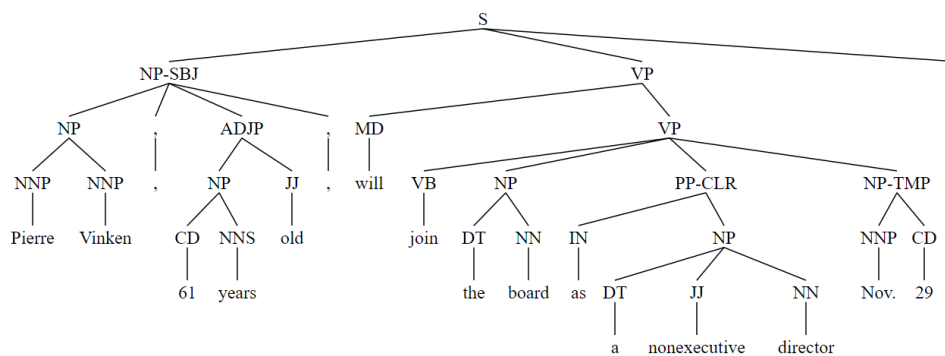 S
NP-SBJ VP
NP , ADJP , MD VP
NNP NNP , NP JJ , will VB NP PP-CLR NP-TMP
Pierre Vinken CD NNS old join DT NN IN NP NNP CD
61 years the board as DT JJ NN Nov. 29
a nonexecutive director